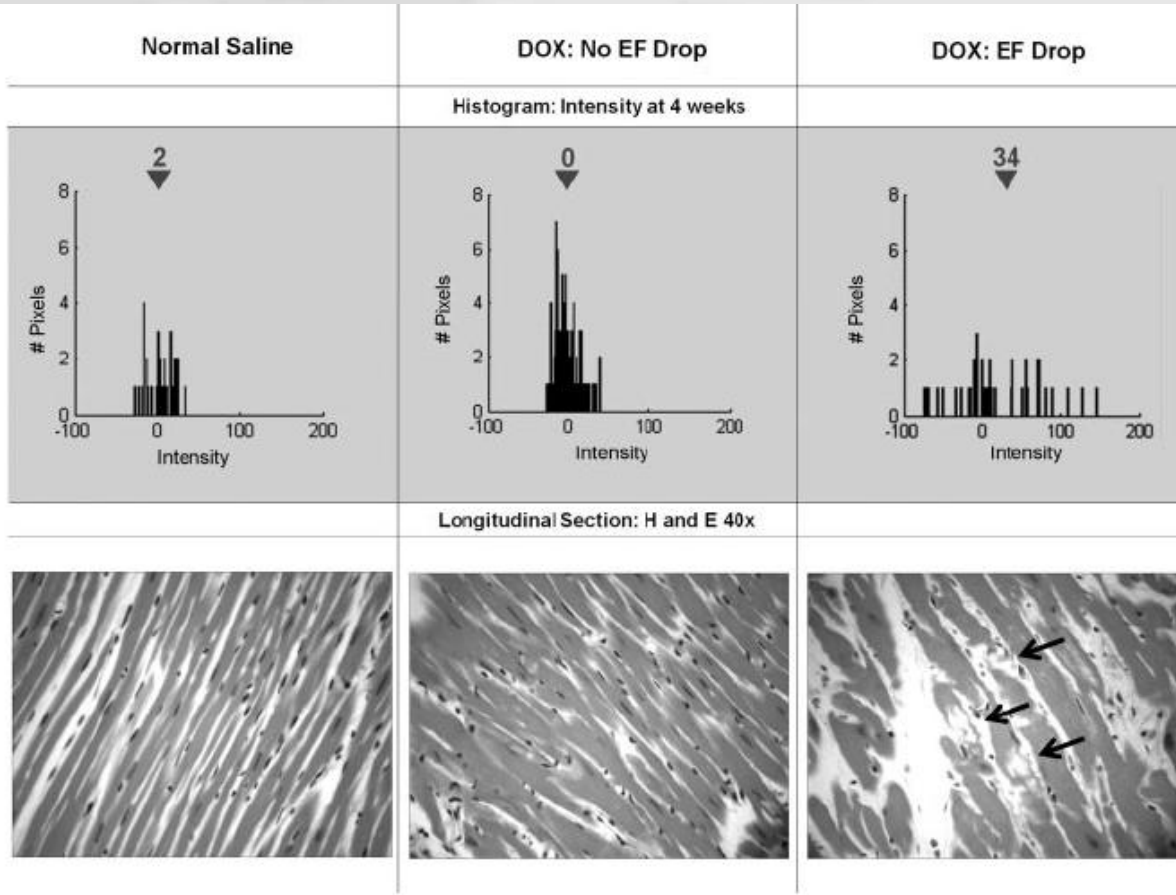 Normal Saline
DOX: No EF Drop
DOX: EF Drop
Histogram: Intensity at 4 weeks
2
8
6
4
2
0
# Pixels
-100 0 100 200
Intensity
0
8
6
4
2
0
# Pixels
-100 0 100 200
Intensity
34
8
6
4
2
0
# Pixels
-100 0 100 200
Intensity
Longitudinal Section: H and E 40x